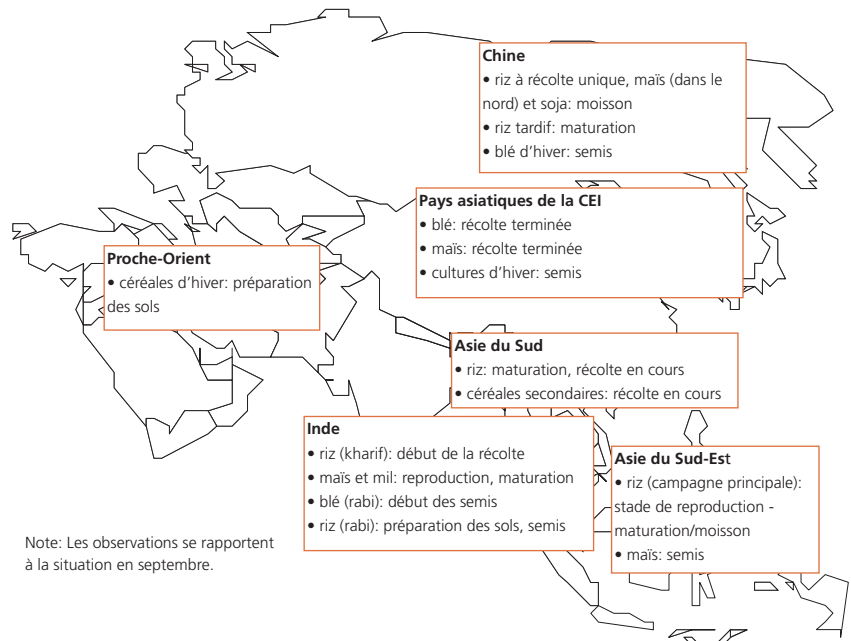 Chine
• riz à récolte unique, maïs (dans le
nord) et soja: moisson
• riz tardif: maturation
• blé d’hiver: semis
Pays asiatiques de la CEI
• blé: récolte terminée
• maïs: récolte terminée
• cultures d’hiver: semis
Proche-Orient
• céréales d’hiver: préparation
des sols
Asie du Sud
• riz: maturation, récolte en cours
• céréales secondaires: récolte en cours
Inde
• riz (kharif): début de la récolte
• maïs et mil: reproduction, maturation
• blé (rabi): début des semis
• riz (rabi): préparation des sols, semis
Asie du Sud-Est
• riz (campagne principale):
stade de reproduction -
maturation/moisson
• maïs: semis
Note: Les observations se rapportent
à la situation en septembre.